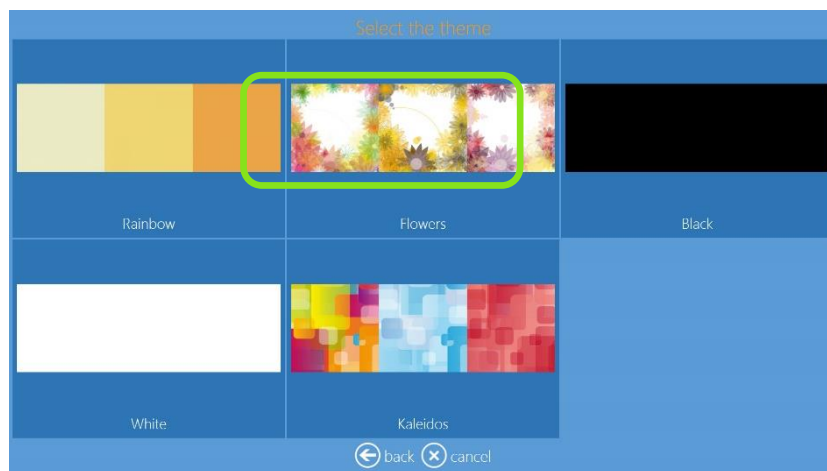 Select the theme
Rainbow Flowers Black
White Kaleidos
back cancel